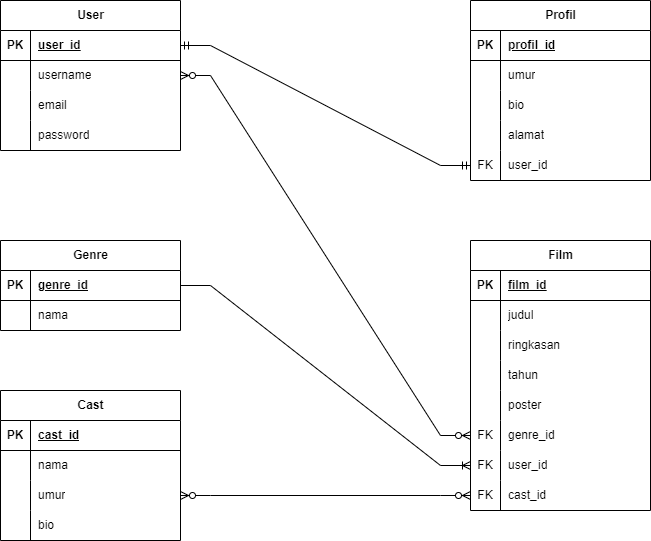 User
PK user_id
username
email
password
Profil
PK profil_id
umur
bio
alamat
FK user_id
Genre
PK genre_id
nama
Film
PK film_id
judul
ringkasan
tahun
poster
FK genre_id
FK user_id
FK cast_id
Cast
PK cast_id
nama
umur
bio